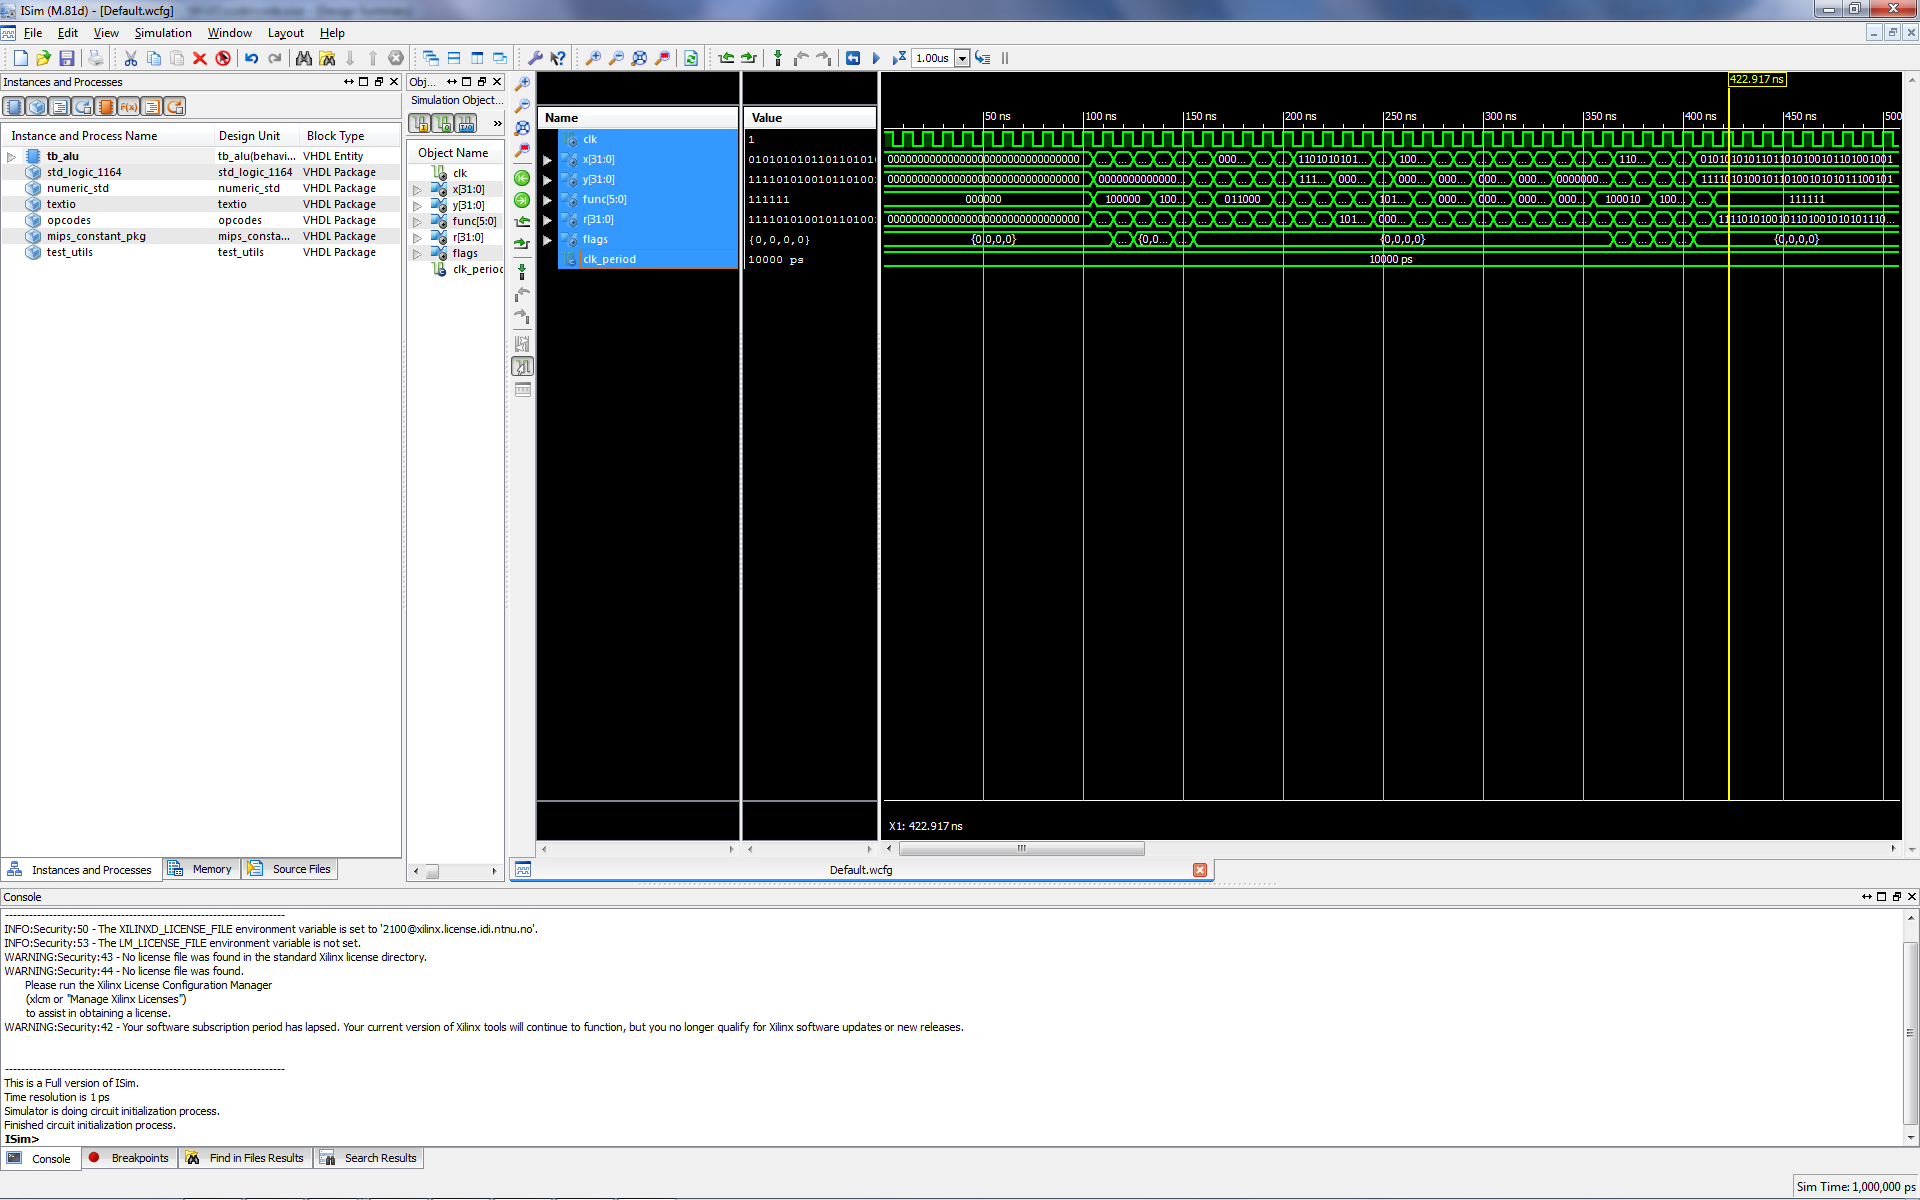 ISim (M.81d) - [Default.wcfg]
File Edit View Simulation Window Layout Help
1.00us
Instances and Processes
Instance and Process Name Design Unit Block Type
tb_alu tb_alu(behavi... VHDL Entity
std_logic_1164 std_logic_1164 VHDL Package
numeric_std numeric_std VHDL Package
textio textio VHDL Package
opcodes opcodes VHDL Package
mips_constant_pkg mips_consta... VHDL Package
test_utils test_utils VHDL Package
Instances and Processes Memory Source Files
Obj...
Simulation Object...
»
Object Name
clk
x[31:0]
y[31:0]
func[5:0]
r[31:0]
flags
clk_period
Name Value
clk 1
x[31:0] 0101010101101101010
y[31:0] 1111010100101101001
func[5:0] 111111
r[31:0] 1111010100101101001
flags {0,0,0,0}
clk_period 10000 ps
422.917 ns
50 ns 100 ns 150 ns 200 ns 250 ns 300 ns 350 ns 400 ns 450 ns 500
00000000000000000000000000000000 ... ... ... ... ... 000... ... ... 1101010101... ... 100... ... ... ... ... ... ... ... ... ... ... 110... ... ... 01010101011011010100101101001001
00000000000000000000000000000000 0000000000000... ... ... ... ... ... 111... 000... ... 000... ... 000... 000... 000... 0000000... ... ... ... ... 11110101001011010010101011100101
000000 100000 100... ... 011000 ... ... ... ... ... 101... ... 000... 000... 000... 000... 100010 100... ... 111111
00000000000000000000000000000000 ... 101... 000... ... 1111010100101101001010101110...
{0,0,0,0} ... {0,0... ... {0,0,0,0} ... ... ... ... {0,0,0,0}
10000 ps
X1: 422.917 ns
Default.wcfg
Console
INFO:Security:50 - The XILINXD_LICENSE_FILE environment variable is set to '2100@xilinx.license.idi.ntnu.no'.
INFO:Security:53 - The LM_LICENSE_FILE environment variable is not set.
WARNING:Security:43 - No license file was found in the standard Xilinx license directory.
WARNING:Security:44 - No license file was found.
Please run the Xilinx License Configuration Manager
(xlcm or "Manage Xilinx Licenses")
to assist in obtaining a license.
WARNING:Security:42 - Your software subscription period has lapsed. Your current version of Xilinx tools will continue to function, but you no longer qualify for Xilinx software updates or new releases.
This is a Full version of ISim.
Time resolution is 1 ps
Simulator is doing circuit initialization process.
Finished circuit initialization process.
ISim>
Console Breakpoints Find in Files Results Search Results
Sim Time: 1,000,000 ps